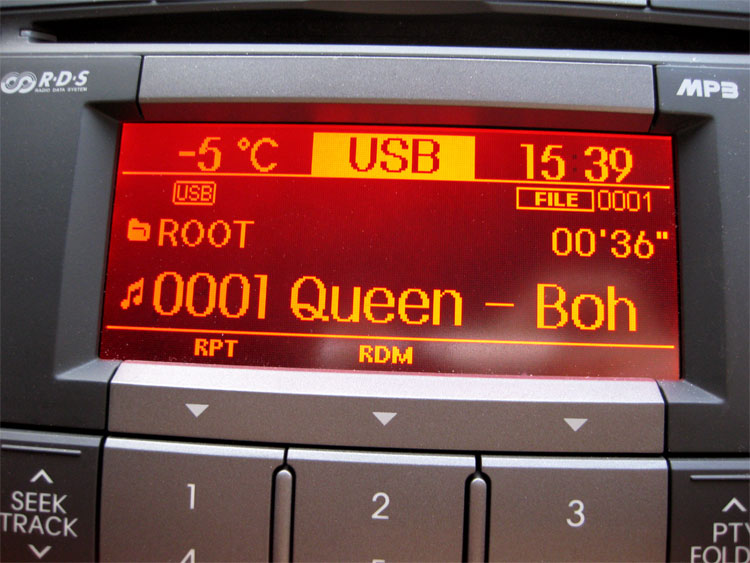 R·D·S
RADIO DATA SYSTEM
MP3
-5 °C USB 15 39
USB FILE 0001
ROOT 00'36"
0001 Queen - Boh
RPT RDM
SEEK
TRACK
1 2 3
PTY
FOLD
4